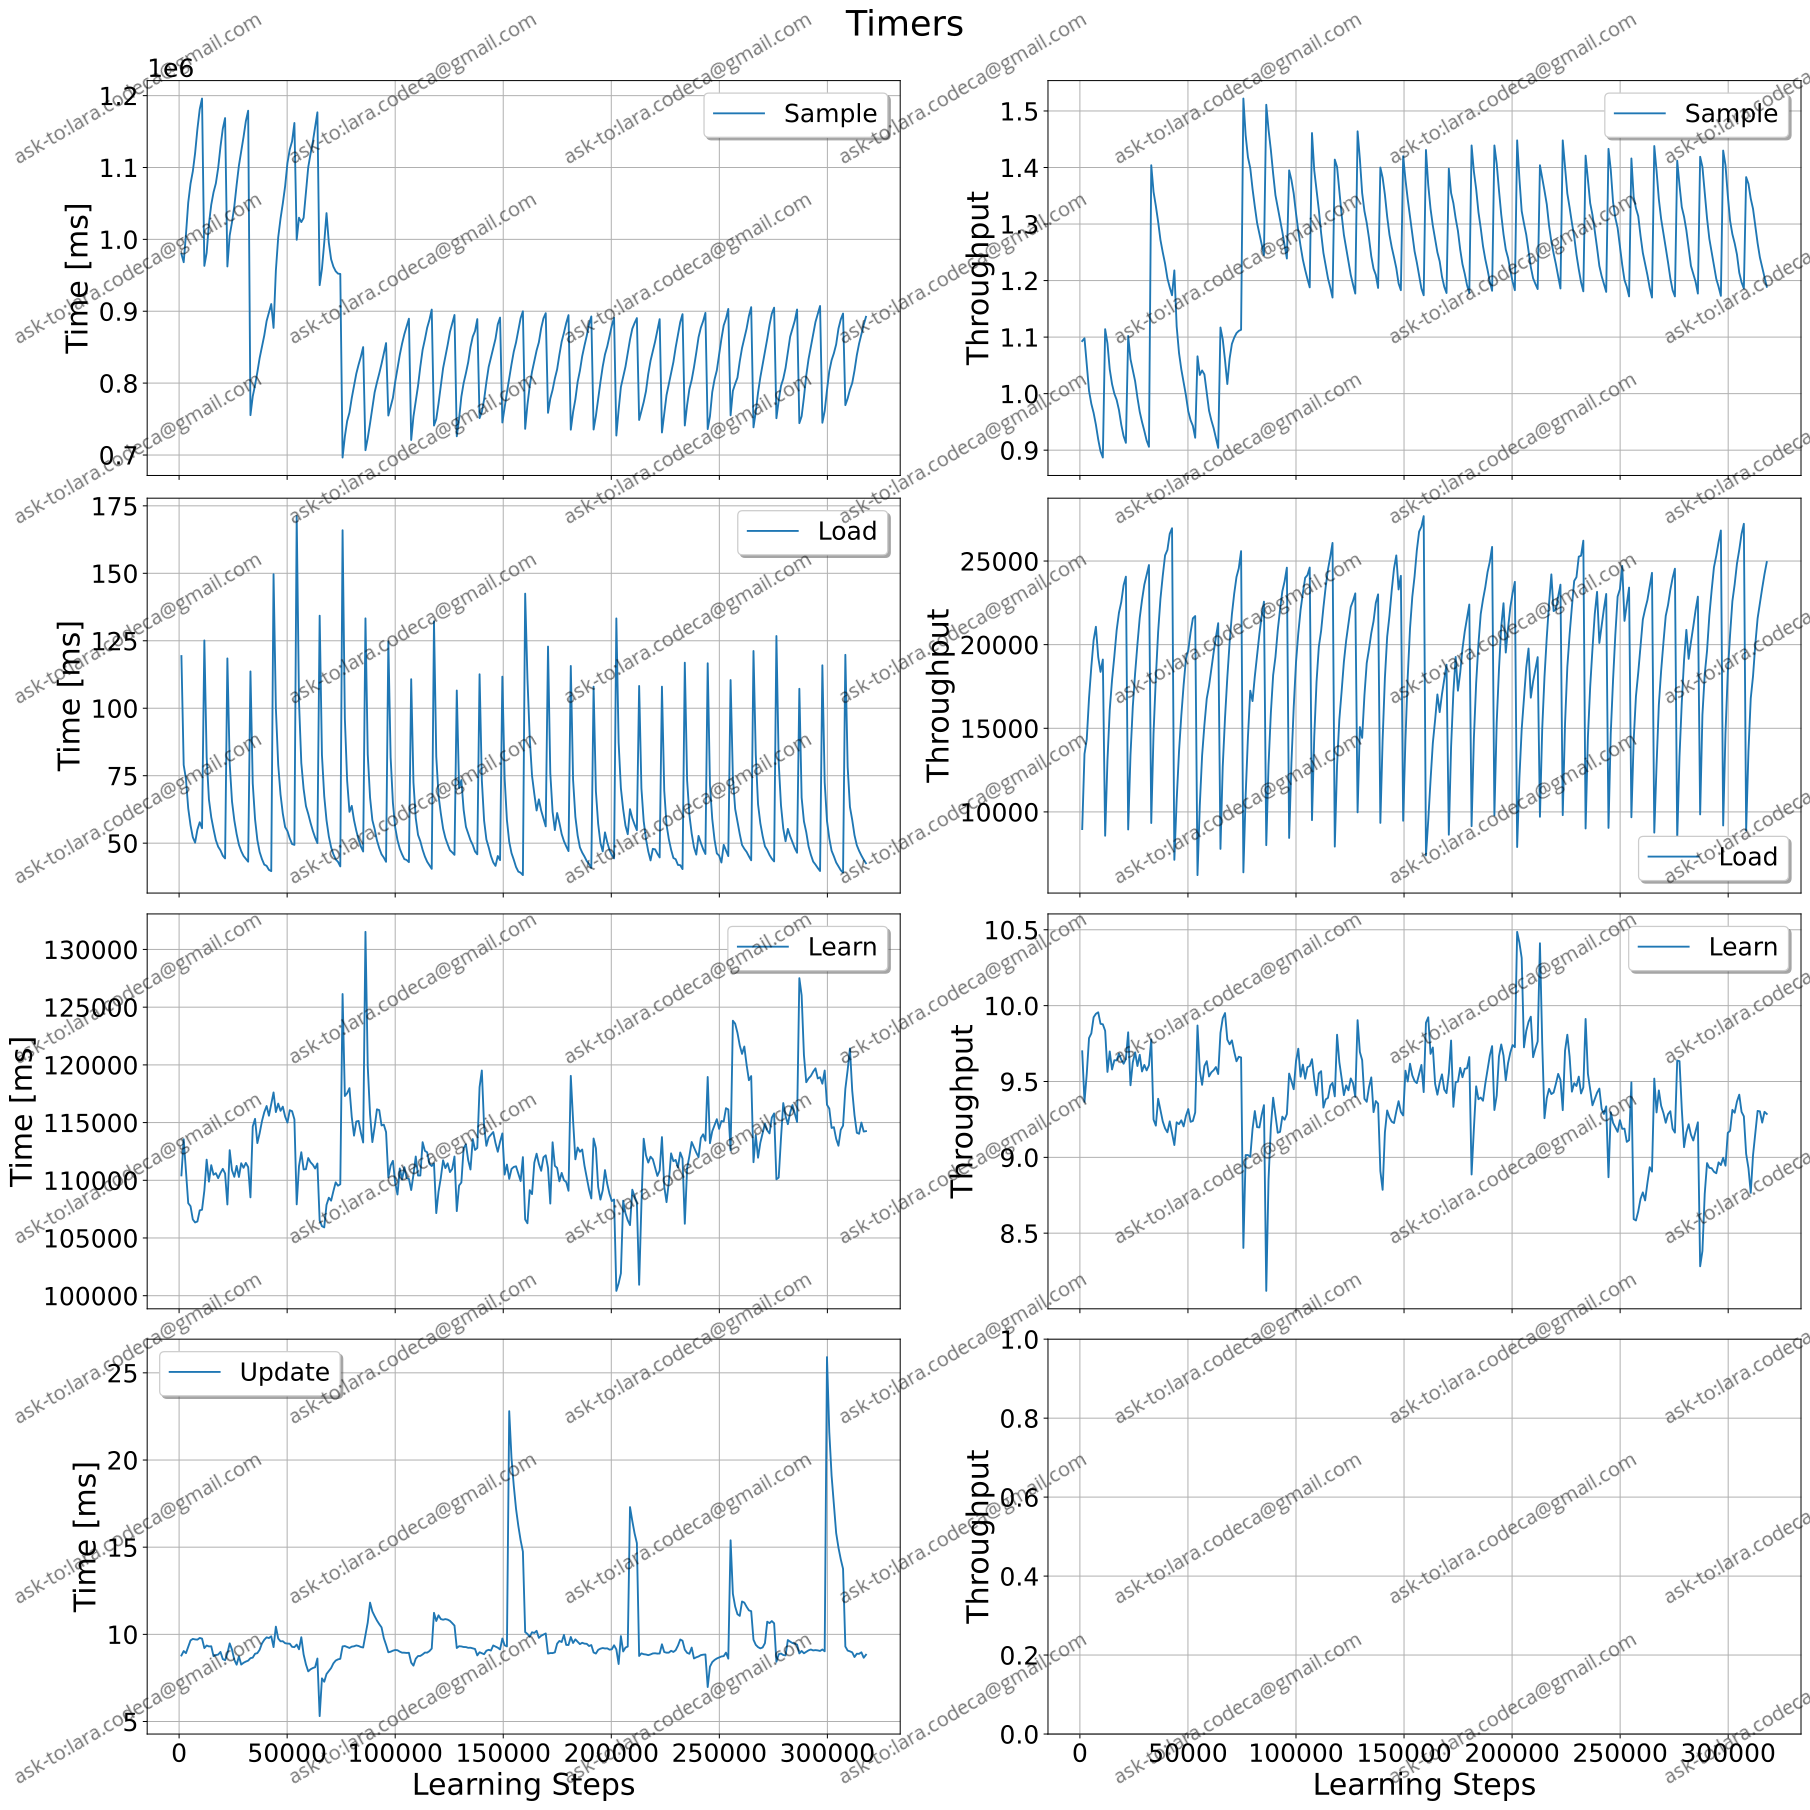 Timers
1e6
1.2
1.1
1.0
0.9
0.8
0.7
Time [ms]
Sample
1.5
1.4
1.3
1.2
1.1
1.0
0.9
Throughput
Sample
175
150
125
100
75
50
Time [ms]
Load
25000
20000
15000
10000
Throughput
Load
130000
125000
120000
115000
110000
105000
100000
Time [ms]
Learn
10.5
10.0
9.5
9.0
8.5
Throughput
Learn
25
20
15
10
5
Time [ms]
Update
0 50000 100000 150000 200000 250000 300000
Learning Steps
1.0
0.8
0.6
0.4
0.2
0.0
Throughput
0 50000 100000 150000 200000 250000 300000
Learning Steps
ask-to:lara.codeca@gmail.com